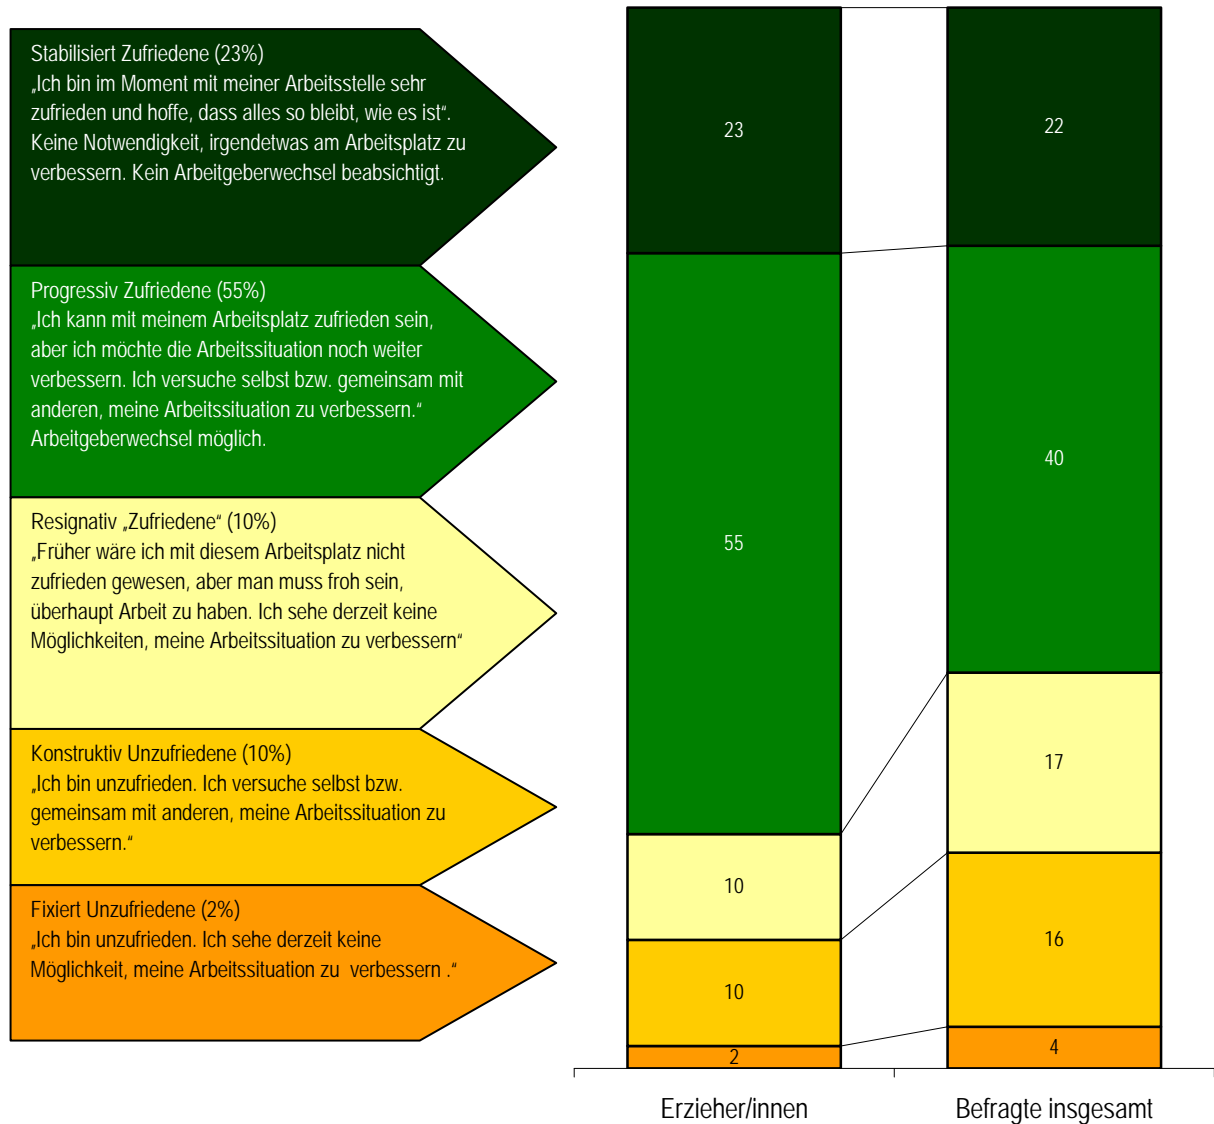 Stabilisiert Zufriedene (23%)
„Ich bin im Moment mit meiner Arbeitsstelle sehr
zufrieden und hoffe, dass alles so bleibt, wie es ist“.
Keine Notwendigkeit, irgendetwas am Arbeitsplatz zu
verbessern. Kein Arbeitgeberwechsel beabsichtigt.
Progressiv Zufriedene (55%)
„Ich kann mit meinem Arbeitsplatz zufrieden sein,
aber ich möchte die Arbeitssituation noch weiter
verbessern. Ich versuche selbst bzw. gemeinsam mit
anderen, meine Arbeitssituation zu verbessern.“
Arbeitgeberwechsel möglich.
Resignativ „Zufriedene“ (10%)
„Früher wäre ich mit diesem Arbeitsplatz nicht
zufrieden gewesen, aber man muss froh sein,
überhaupt Arbeit zu haben. Ich sehe derzeit keine
Möglichkeiten, meine Arbeitssituation zu verbessern“
Konstruktiv Unzufriedene (10%)
„Ich bin unzufrieden. Ich versuche selbst bzw.
gemeinsam mit anderen, meine Arbeitssituation zu
verbessern.“
Fixiert Unzufriedene (2%)
„Ich bin unzufrieden. Ich sehe derzeit keine
Möglichkeit, meine Arbeitssituation zu  verbessern .“
23
55
10
10
2
22
40
17
16
4
Erzieher/innen
Befragte insgesamt